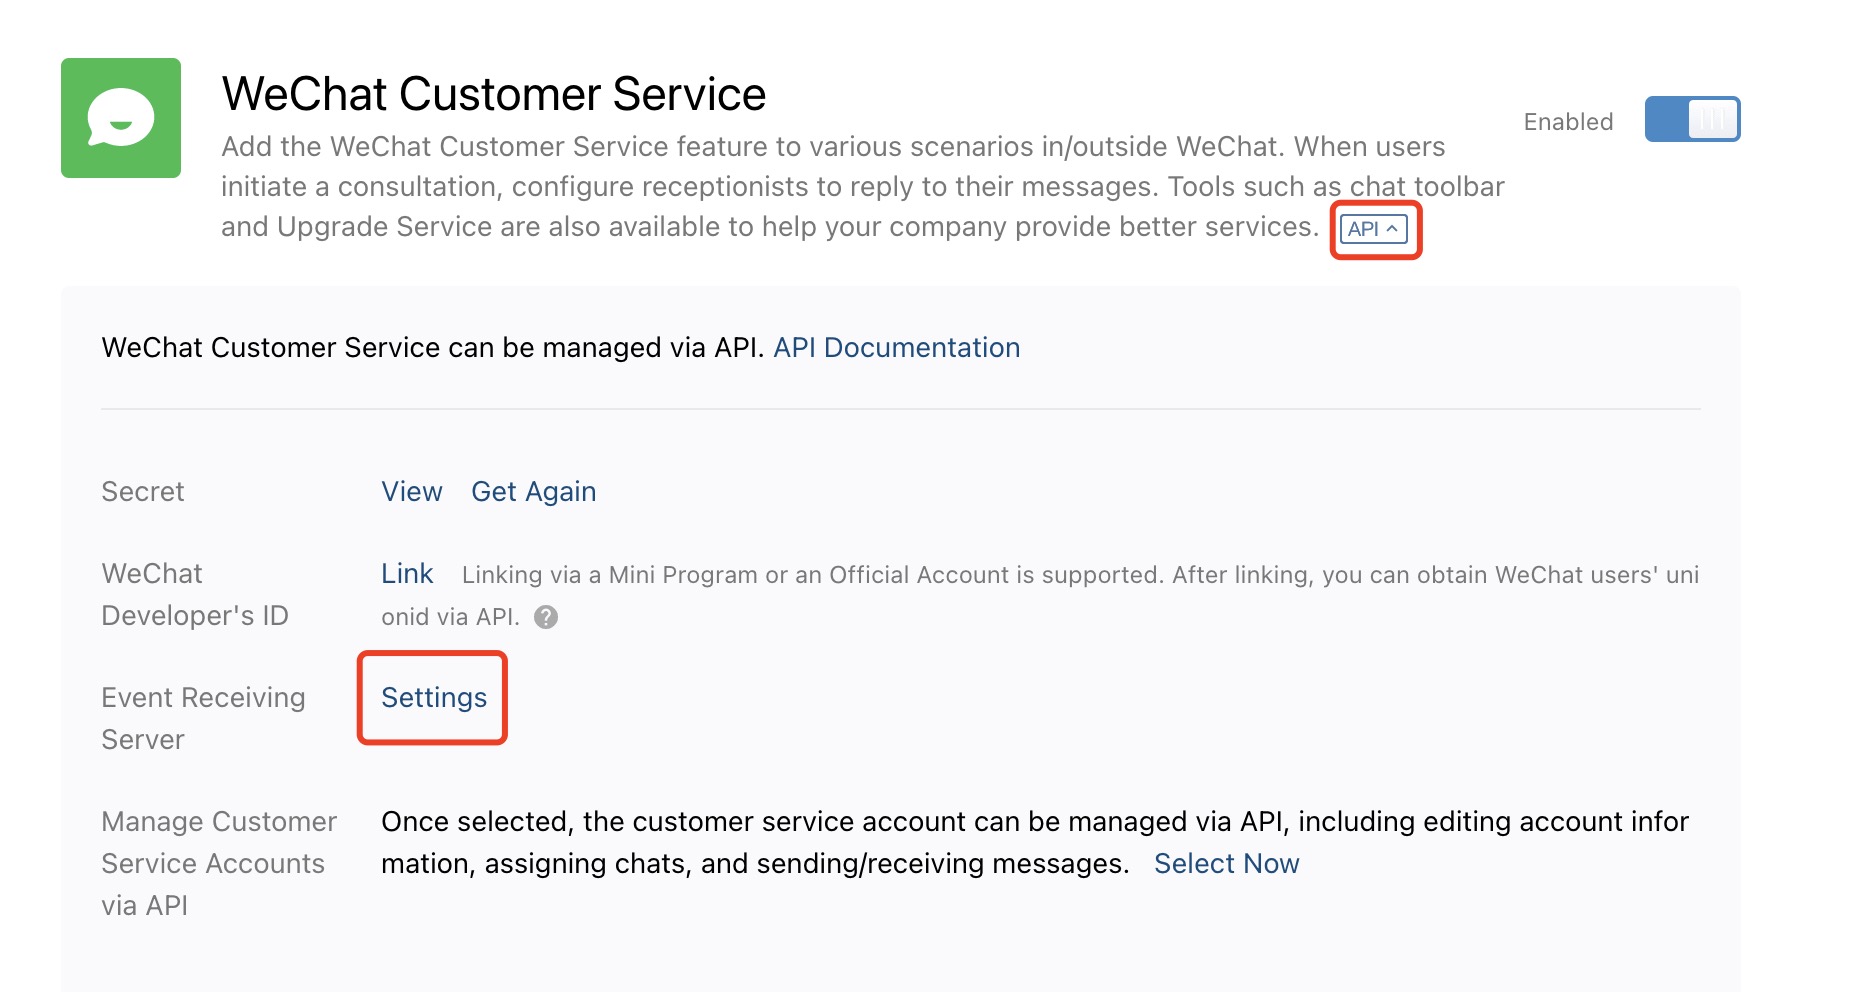 WeChat Customer Service
Enabled
Add the WeChat Customer Service feature to various scenarios in/outside WeChat. When users
initiate a consultation, configure receptionists to reply to their messages. Tools such as chat toolbar
and Upgrade Service are also available to help your company provide better services. API
WeChat Customer Service can be managed via API. API Documentation
Secret View Get Again
WeChat
Developer's ID
Link Linking via a Mini Program or an Official Account is supported. After linking, you can obtain WeChat users' uni
onid via API. ?
Event Receiving
Server
Settings
Manage Customer
Service Accounts
via API
Once selected, the customer service account can be managed via API, including editing account infor
mation, assigning chats, and sending/receiving messages. Select Now